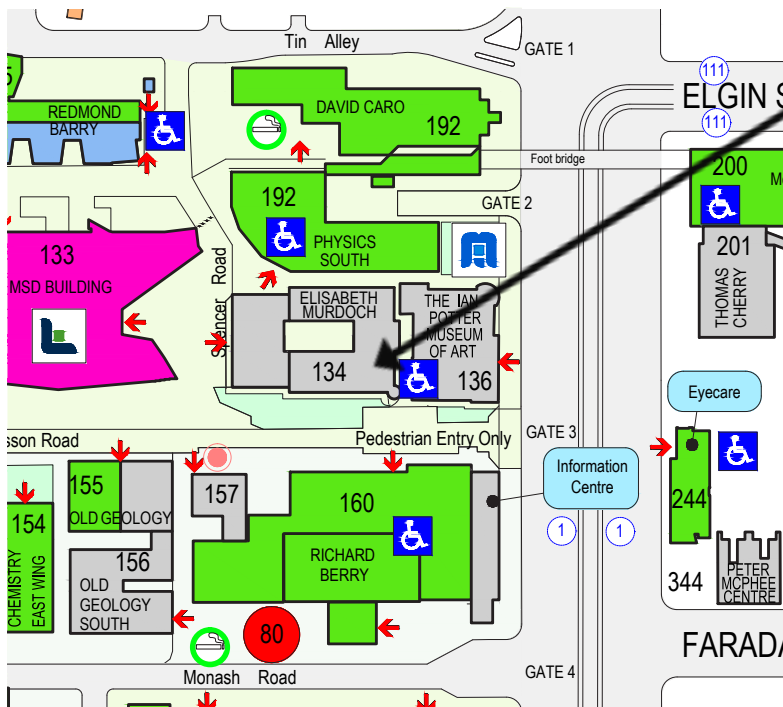 Tin Alley
GATE 1
111
ELGIN S
111
REDMOND
BARRY
DAVID CARO
192
Foot bridge
200
192
GATE 2
PHYSICS
SOUTH
201
THOMAS
CHERRY
133
MSD BUILDING
Spencer Road
ELISABETH
MURDOCH
134
THE IAN
POTTER
MUSEUM
OF ART
136
Eyecare
sson Road
Pedestrian Entry Only
GATE 3
Information
Centre
155
OLD GEOLOGY
157
160
RICHARD
BERRY
244
154
CHEMISTRY
EAST WING
156
OLD
GEOLOGY
SOUTH
1
1
344
PETER
MCPHEE
CENTRE
80
FARADA
GATE 4
Monash Road